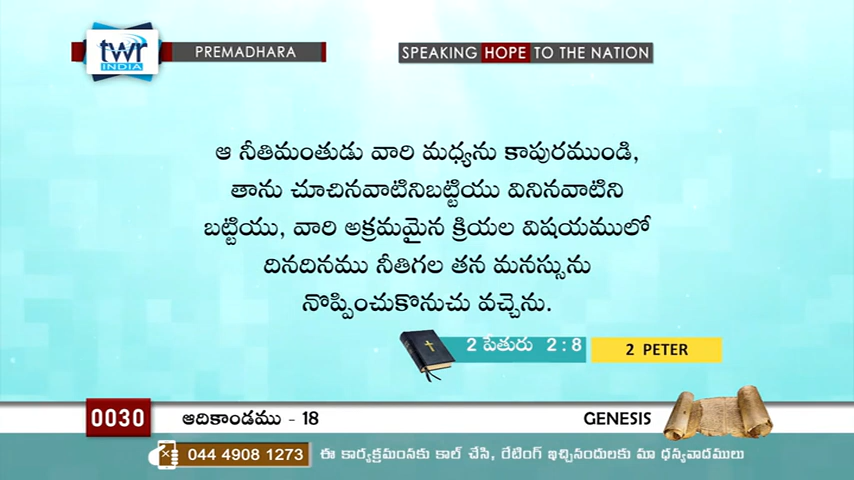 twr
INDIA
PREMADHARA
SPEAKING HOPE TO THE NATION
ఆ నీతిమంతుడు వారి మధ్యను కాపురముండి,
తాను చూచినవాటినిబట్టియు వినినవాటిని
బట్టియు, వారి అక్రమమైన క్రియల విషయములో
దినదినము నీతిగల తన మనస్సును
నొప్పించుకొనుచు వచ్చెను.
2 పేతురు 2:8
2 PETER
0030
ఆదికాండము - 18
GENESIS
044 4908 1273
ఈ కార్యక్రమంనకు కాల్ చేసి, రేటింగ్ ఇచ్చినందులకు మా ధన్యవాదములు